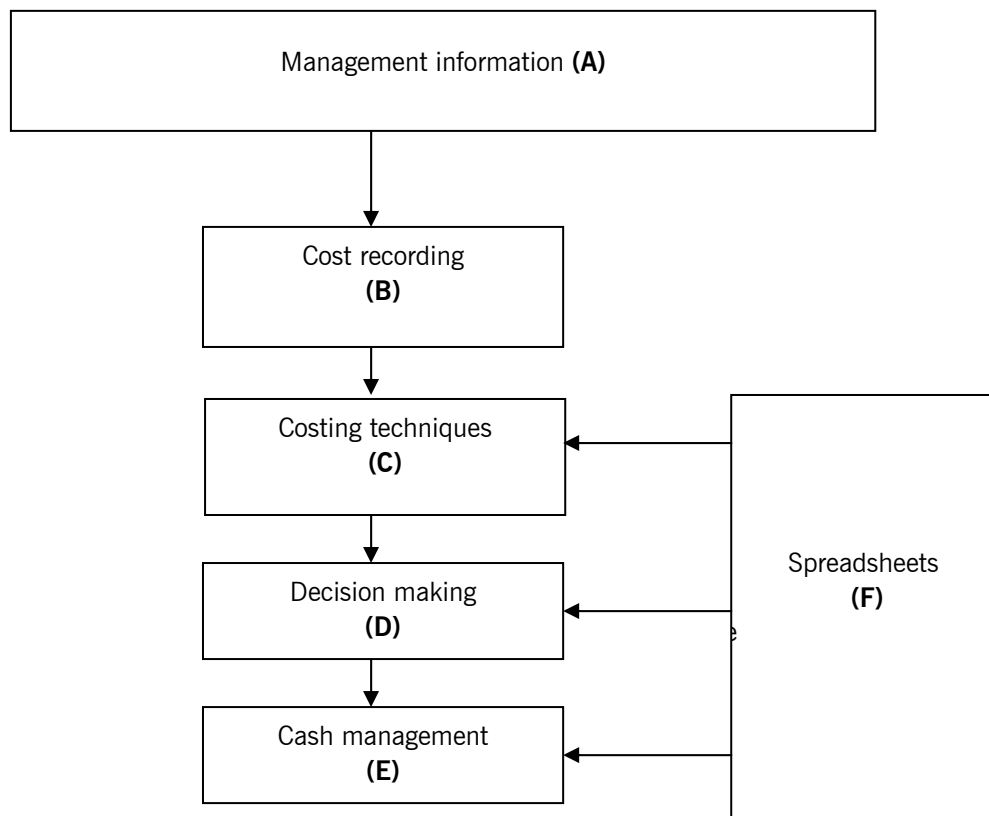 Management information (A)
Cost recording
(B)
Costing techniques
(C)
Spreadsheets
(F)
Decision making
(D)
Cash management
(E)